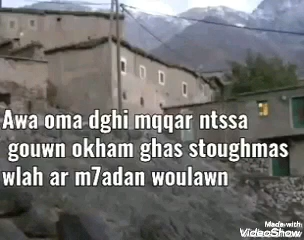 Awa oma dghi mqqar ntssa
gouwn okham ghas stoughmas
wlah ar m7adan woulawn
Made with
VideoShow